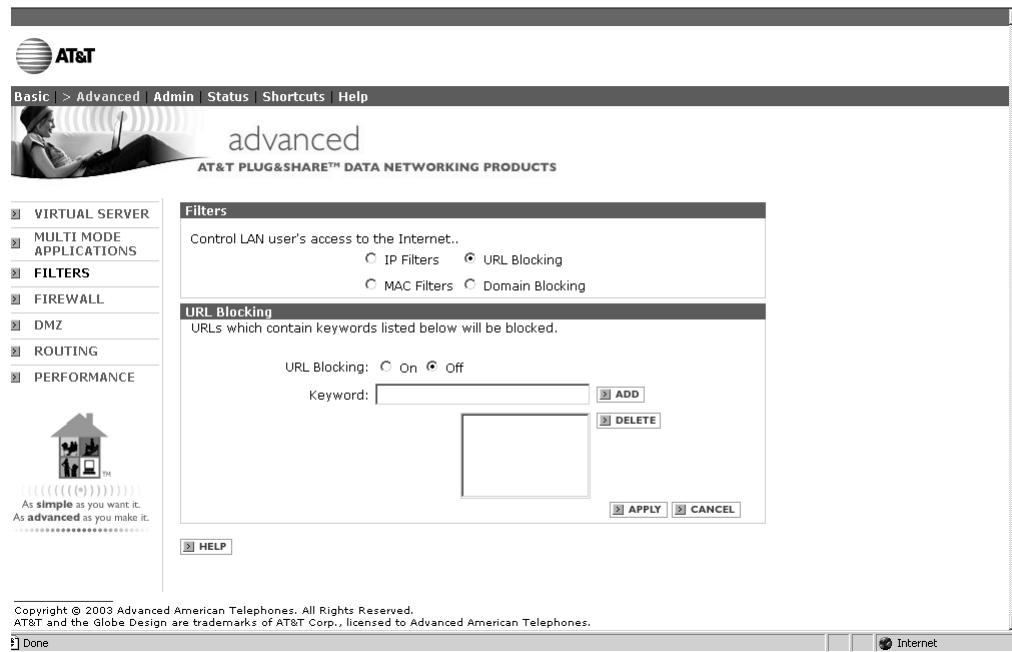 AT&T
Basic | > Advanced | Admin | Status | Shortcuts | Help
advanced
AT&T PLUG&SHARE™ DATA NETWORKING PRODUCTS
VIRTUAL SERVER
MULTI MODE
APPLICATIONS
FILTERS
FIREWALL
DMZ
ROUTING
PERFORMANCE
TM
As simple as you want it.
As advanced as you make it.
Filters
Control LAN user's access to the Internet..
IP Filters URL Blocking
MAC Filters Domain Blocking
URL Blocking
URLs which contain keywords listed below will be blocked.
URL Blocking: On Off
Keyword: ADD
DELETE
APPLY CANCEL
HELP
Copyright © 2003 Advanced American Telephones. All Rights Reserved.
AT&T and the Globe Design are trademarks of AT&T Corp., licensed to Advanced American Telephones.
Done Internet